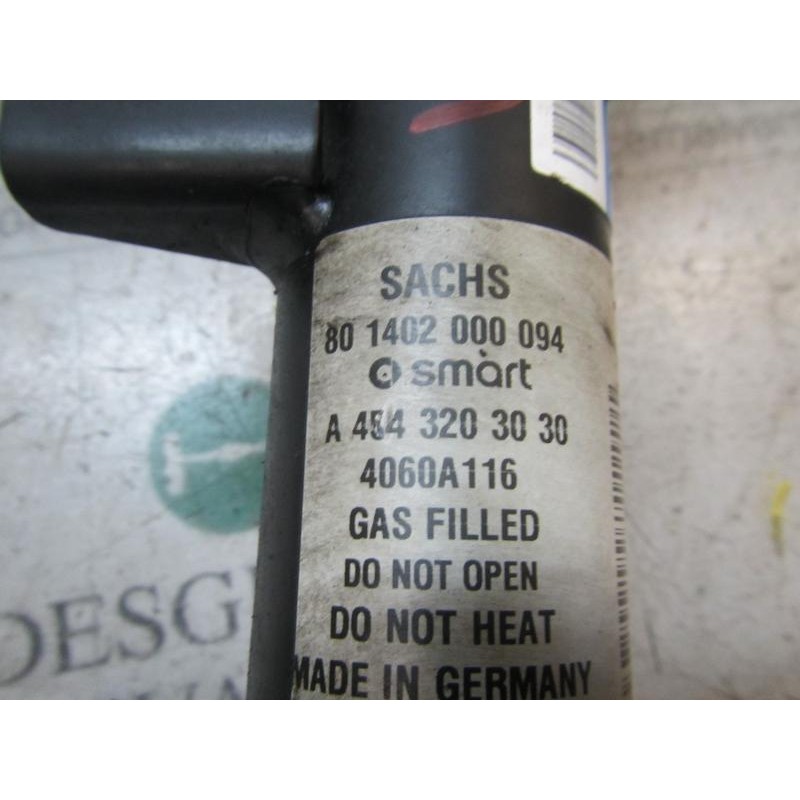 SACHS
80 1402 000 094
smart
A 454 320 30 30
4060A116
GAS FILLED
DO NOT OPEN
DO NOT HEAT
MADE IN GERMANY
DESG